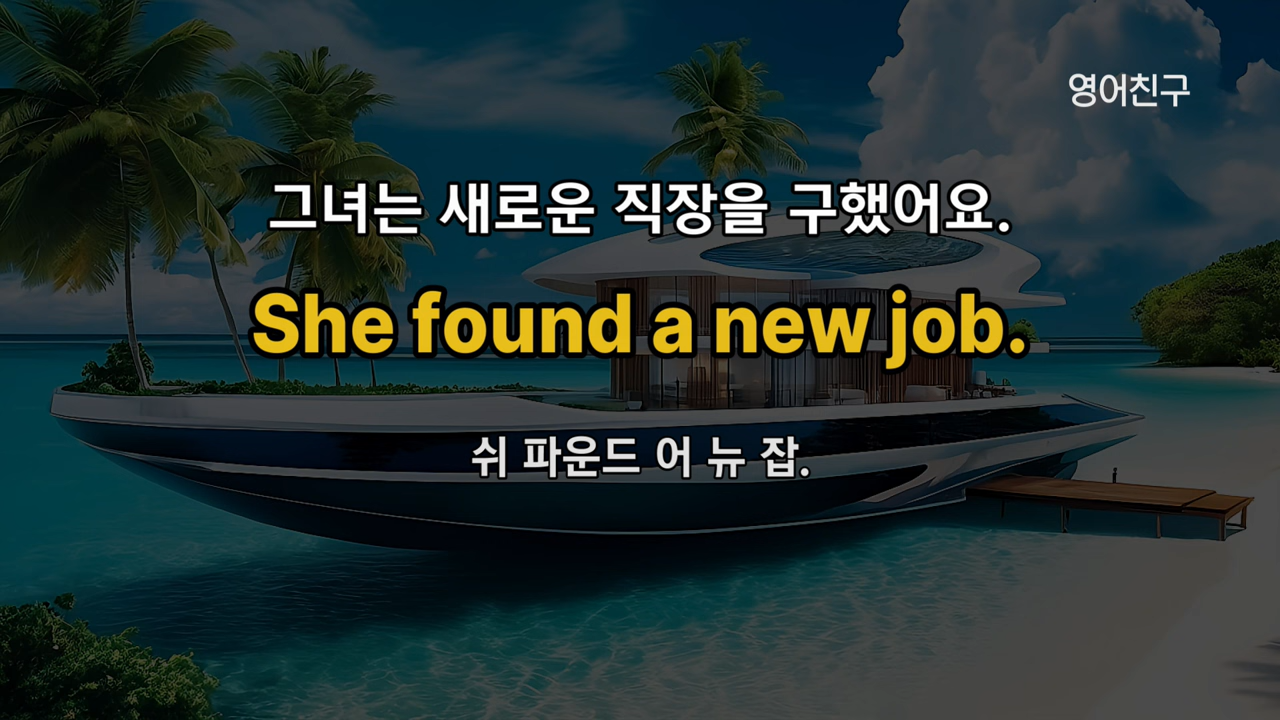 영어친구
그녀는 새로운 직장을 구했어요.
She found a new job.
쉬 파운드 어 뉴 잡.